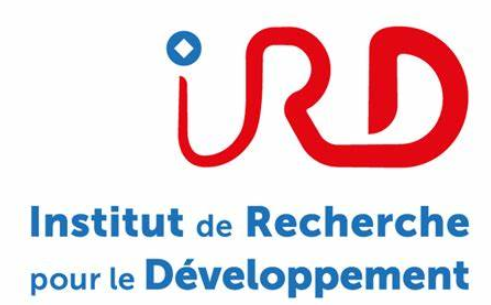 iRD
Institut de Recherche
pour le Développement